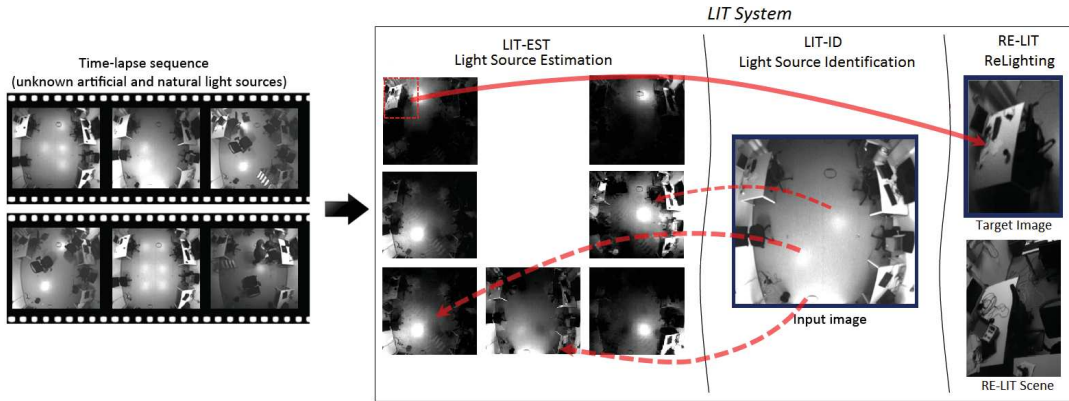 LIT System
Time-lapse sequence
(unknown artificial and natural light sources)
LIT-EST
Light Source Estimation
LIT-ID
Light Source Identification
RE-LIT
ReLighting
Target Image
Input image
RE-LIT Scene